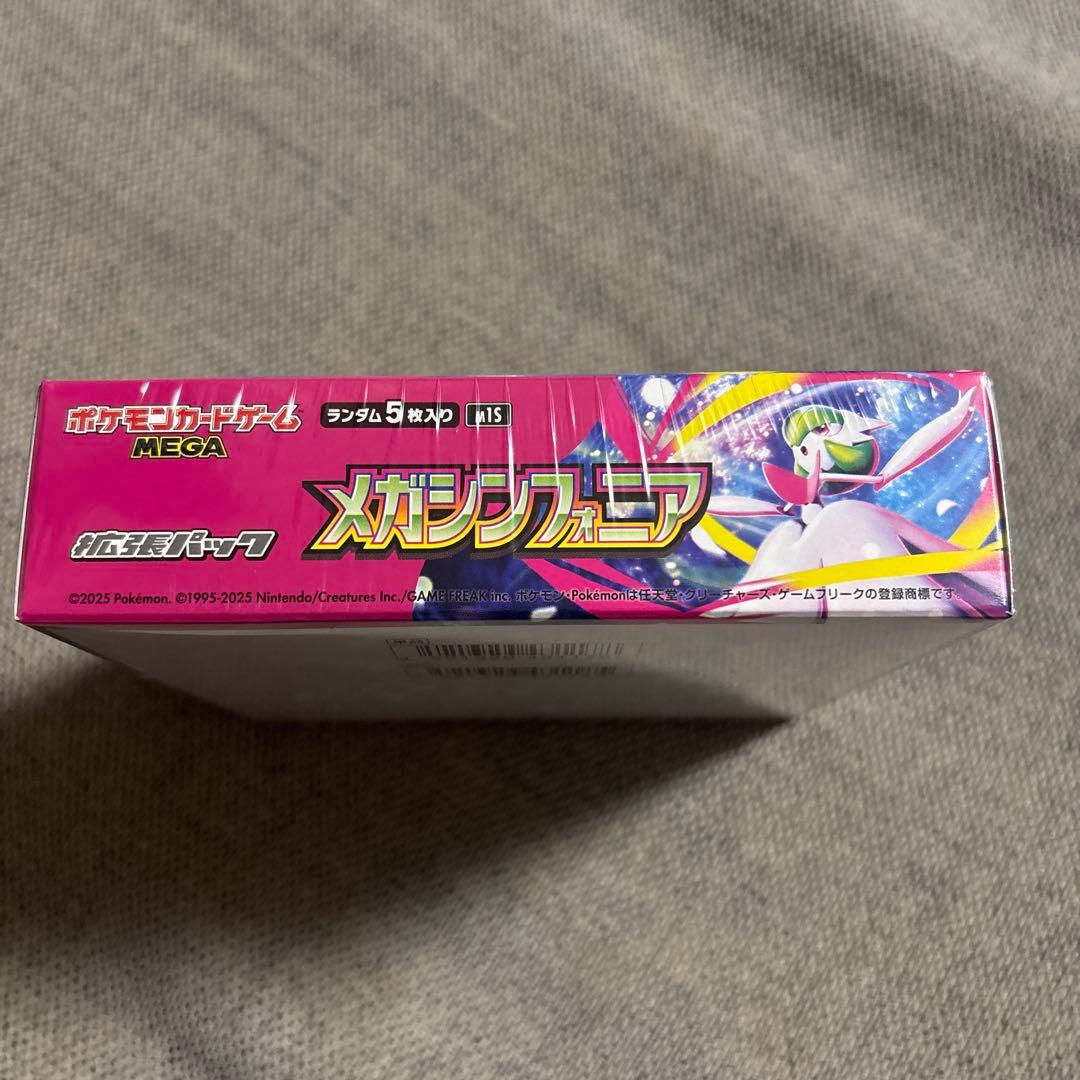 ポケモンカードゲーム
MEGA
ランダム5枚入り M1S
メガシンフォニア
拡張パック
©2025 Pokémon. ©1995-2025 Nintendo/Creatures Inc./GAME FREAK inc. ポケモン・Pokémonは任天堂・クリーチャーズ・ゲームフリークの登録商標です。